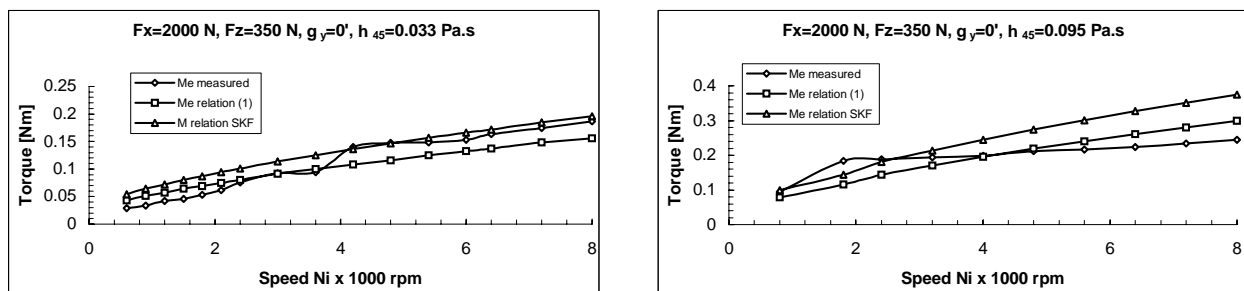 Fx=2000 N, Fz=350 N, g y=0', h 45=0.033 Pa.s
0.25
0.2
0.15
0.1
0.05
0
Torque [Nm]
Me measured
Me relation (1)
M relation SKF
0 2 4 6 8
Speed Ni x 1000 rpm
Fx=2000 N, Fz=350 N, g y=0', h 45=0.095 Pa.s
0.4
0.3
0.2
0.1
0
Torque [Nm]
Me measured
Me relation (1)
Me relation SKF
0 2 4 6 8
Speed Ni x 1000 rpm